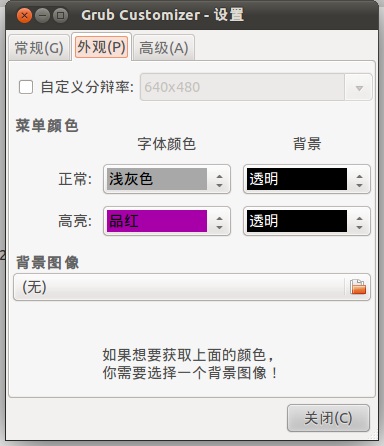 Grub Customizer - 设置
常规(G) 外观(P) 高级(A)
自定义分辩率: 640x480
菜单颜色
字体颜色 背景
正常: 浅灰色 透明
高亮: 品红 透明
背景图像
(无)
如果想要获取上面的颜色，
你需要选择一个背景图像！
关闭(C)